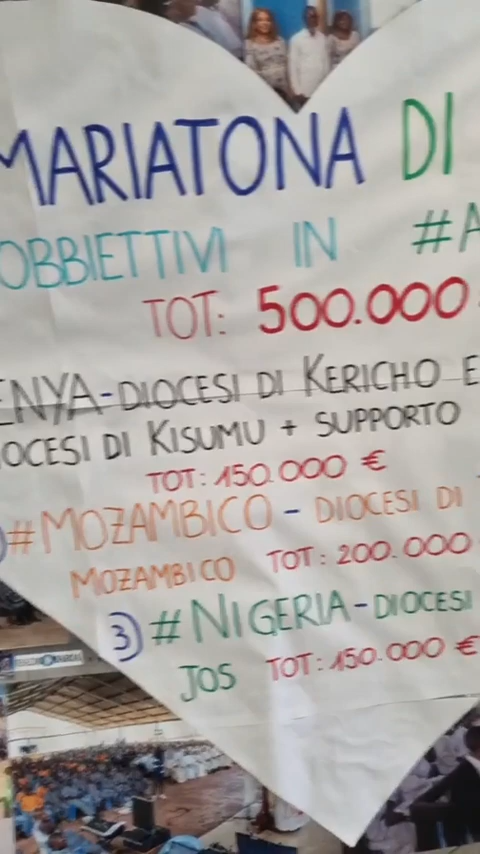 MARIATONA DI
OBBIETTIVI IN #A
TOT: 500.000
ENYA-DIOCESI DI KERICHO E
OCESI DI KISUMU + SUPPORTO
TOT: 150.000 €
#MOZAMBICO - DIOCESI DI
MOZAMBICO TOT: 200.000
3) #NIGERIA-DIOCESI
JOS TOT: 150.000 €